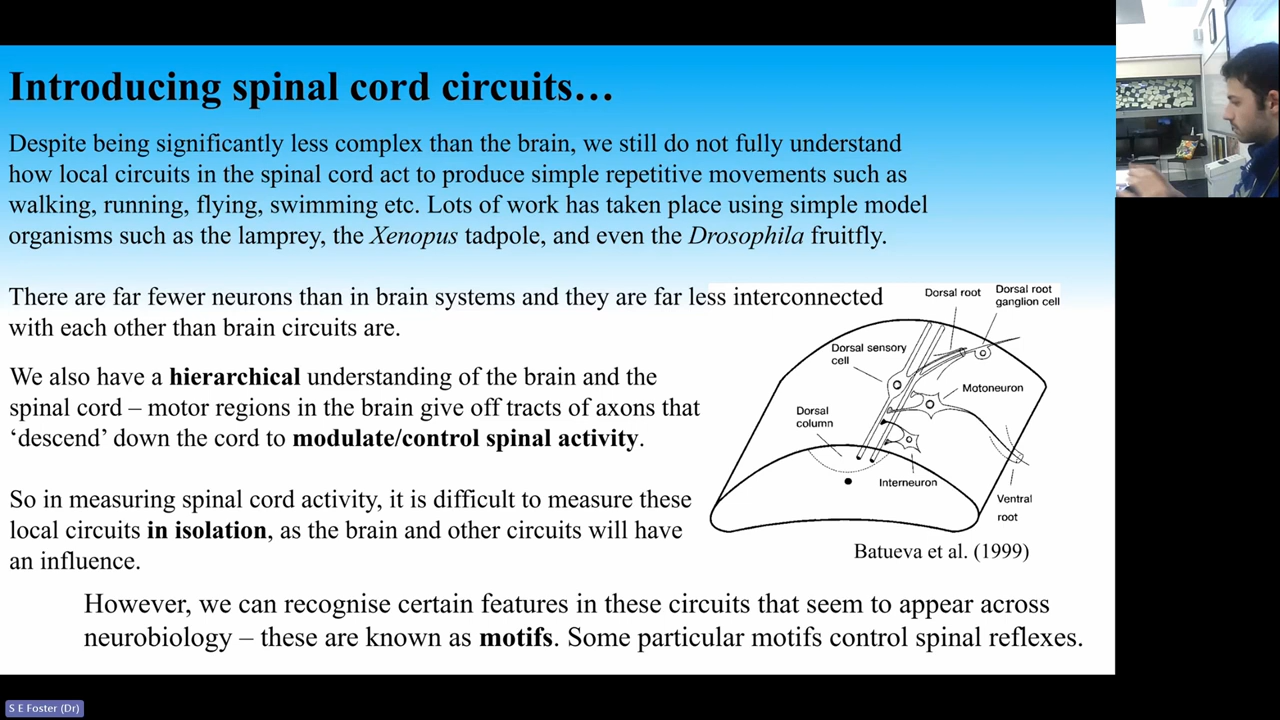 Introducing spinal cord circuits…
Despite being significantly less complex than the brain, we still do not fully understand
how local circuits in the spinal cord act to produce simple repetitive movements such as
walking, running, flying, swimming etc. Lots of work has taken place using simple model
organisms such as the lamprey, the Xenopus tadpole, and even the Drosophila fruitfly.
There are far fewer neurons than in brain systems and they are far less interconnected
with each other than brain circuits are.
We also have a hierarchical understanding of the brain and the
spinal cord – motor regions in the brain give off tracts of axons that
‘descend’ down the cord to modulate/control spinal activity.
So in measuring spinal cord activity, it is difficult to measure these
local circuits in isolation, as the brain and other circuits will have
an influence.
Dorsal root
Dorsal root
ganglion cell
Dorsal sensory
cell
Motoneuron
Dorsal
column
Interneuron
Ventral
root
Batueva et al. (1999)
However, we can recognise certain features in these circuits that seem to appear across
neurobiology – these are known as motifs. Some particular motifs control spinal reflexes.
S E Foster (Dr)